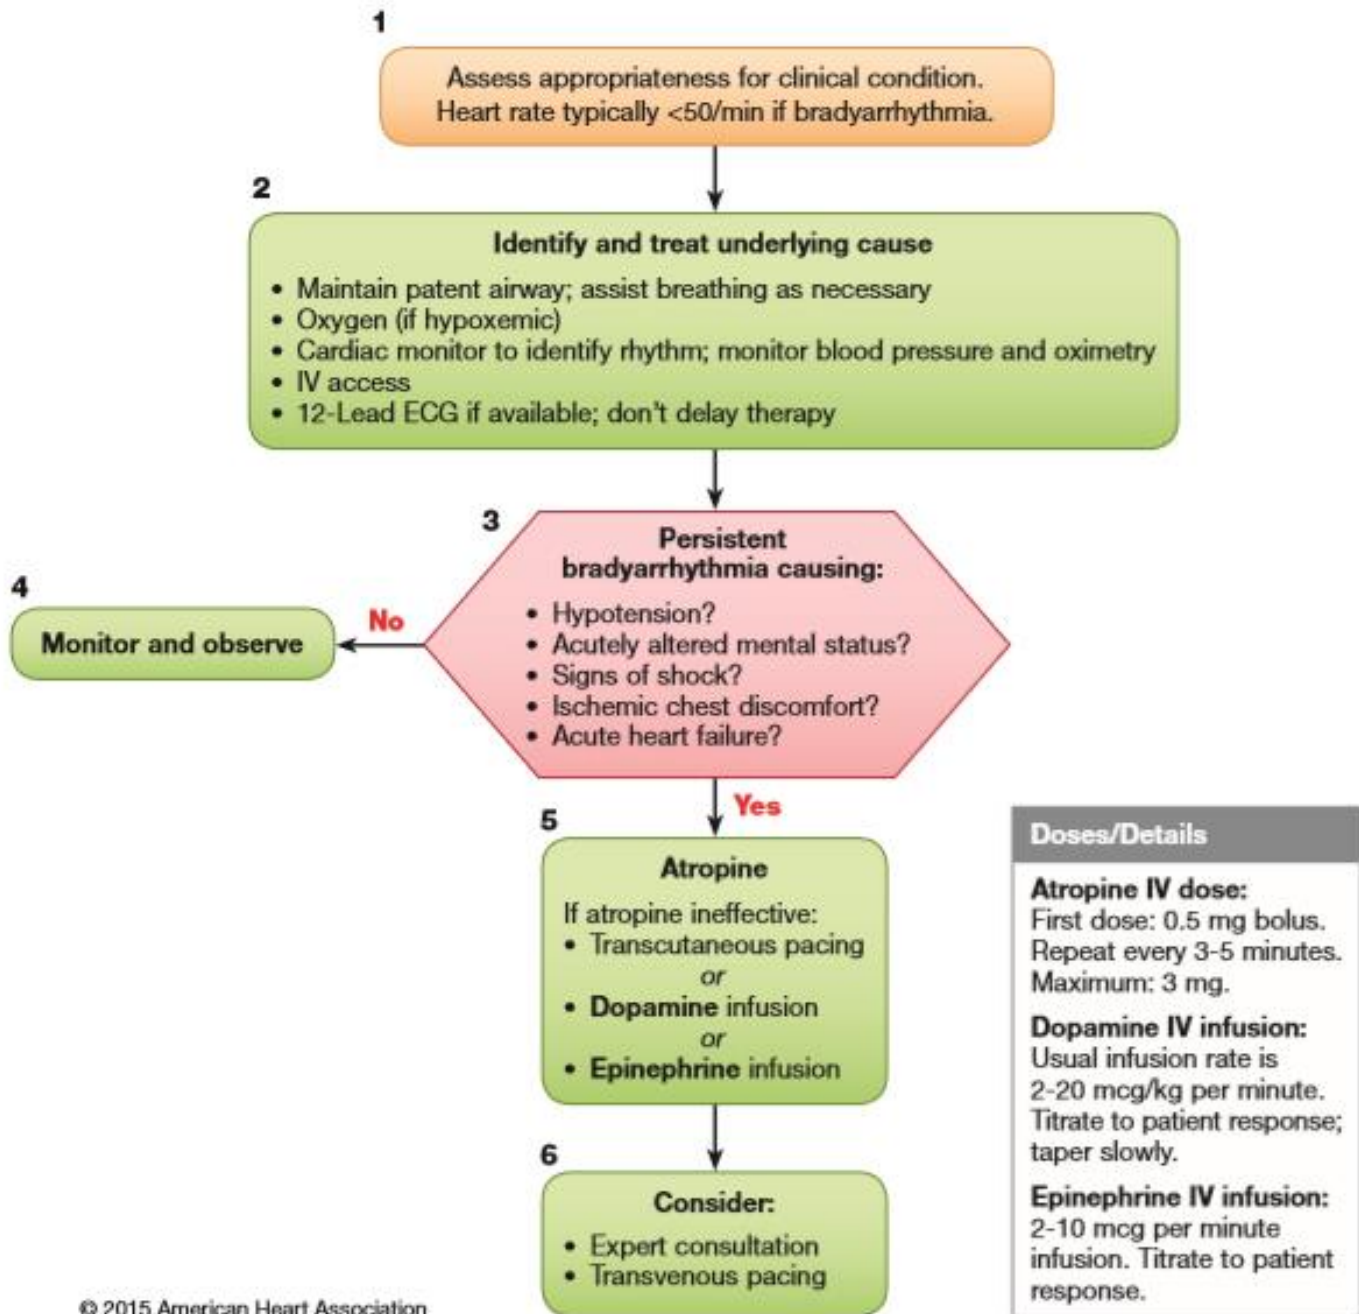 1
Assess appropriateness for clinical condition.
Heart rate typically <50/min if bradyarrhythmia.
2
Identify and treat underlying cause
• Maintain patent airway; assist breathing as necessary
• Oxygen (if hypoxemic)
• Cardiac monitor to identify rhythm; monitor blood pressure and oximetry
• IV access
• 12-Lead ECG if available; don't delay therapy
3
Persistent
bradyarrhythmia causing:
• Hypotension?
• Acutely altered mental status?
• Signs of shock?
• Ischemic chest discomfort?
• Acute heart failure?
No
4
Monitor and observe
Yes
5
Atropine
If atropine ineffective:
• Transcutaneous pacing
or
• Dopamine infusion
or
• Epinephrine infusion
6
Consider:
• Expert consultation
• Transvenous pacing
Doses/Details
Atropine IV dose:
First dose: 0.5 mg bolus.
Repeat every 3-5 minutes.
Maximum: 3 mg.
Dopamine IV infusion:
Usual infusion rate is
2-20 mcg/kg per minute.
Titrate to patient response;
taper slowly.
Epinephrine IV infusion:
2-10 mcg per minute
infusion. Titrate to patient
response.
© 2015 American Heart Association